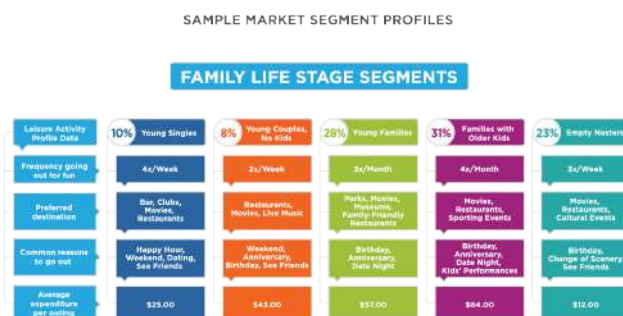 SAMPLE MARKET SEGMENT PROFILES
FAMILY LIFE STAGE SEGMENTS
Leisure Activity
Profile Data
10% Young Singles
8% Young Couples,
No Kids
28% Young Families
31% Families with
Older Kids
23% Empty Nesters
Frequency going
out for fun
4x/Week
2x/Week
3x/Month
4x/Month
3x/Week
Preferred
destination
Bar, Clubs,
Movies,
Restaurants
Restaurants,
Movies, Live Music
Parks, Movies,
Museums,
Family-Friendly
Restaurants
Movies,
Restaurants,
Sporting Events
Movies,
Restaurants,
Cultural Events
Common reasons
to go out
Happy Hour,
Weekend, Dating,
See Friends
Weekend,
Anniversary,
Birthday, See Friends
Birthday,
Anniversary,
Date Night
Birthday,
Anniversary,
Date Night,
Kids' Performances
Birthday,
Change of Scenery,
See Friends
Average
expenditure
per outing
$25.00
$43.00
$57.00
$84.00
$12.00